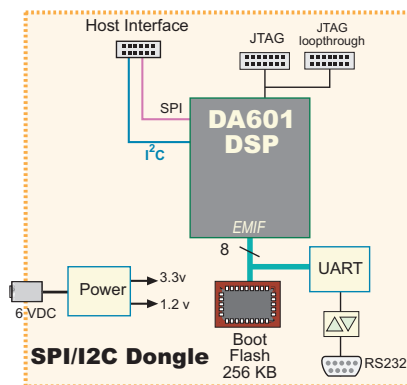 Host Interface
JTAG
JTAG
loopthrough
SPI
I²C
DA601
DSP
EMIF
8
UART
Power
3.3v
1.2 v
6 VDC
Boot
Flash
256 KB
RS232
SPI/I2C Dongle